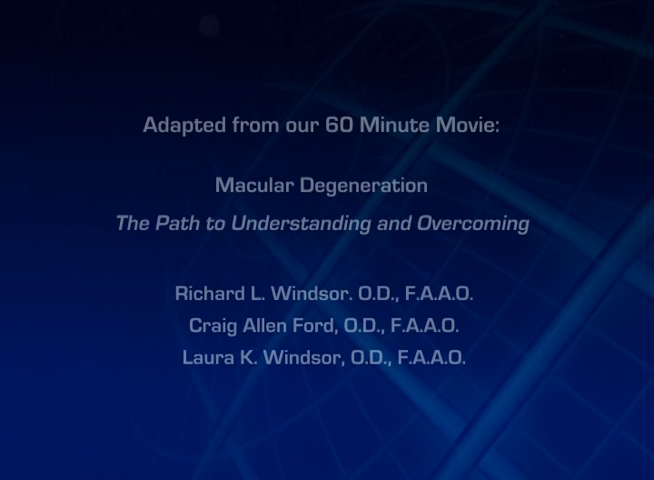 Adapted from our 60 Minute Movie:
Macular Degeneration
The Path to Understanding and Overcoming
Richard L. Windsor. O.D., F.A.A.O.
Craig Allen Ford, O.D., F.A.A.O.
Laura K. Windsor, O.D., F.A.A.O.